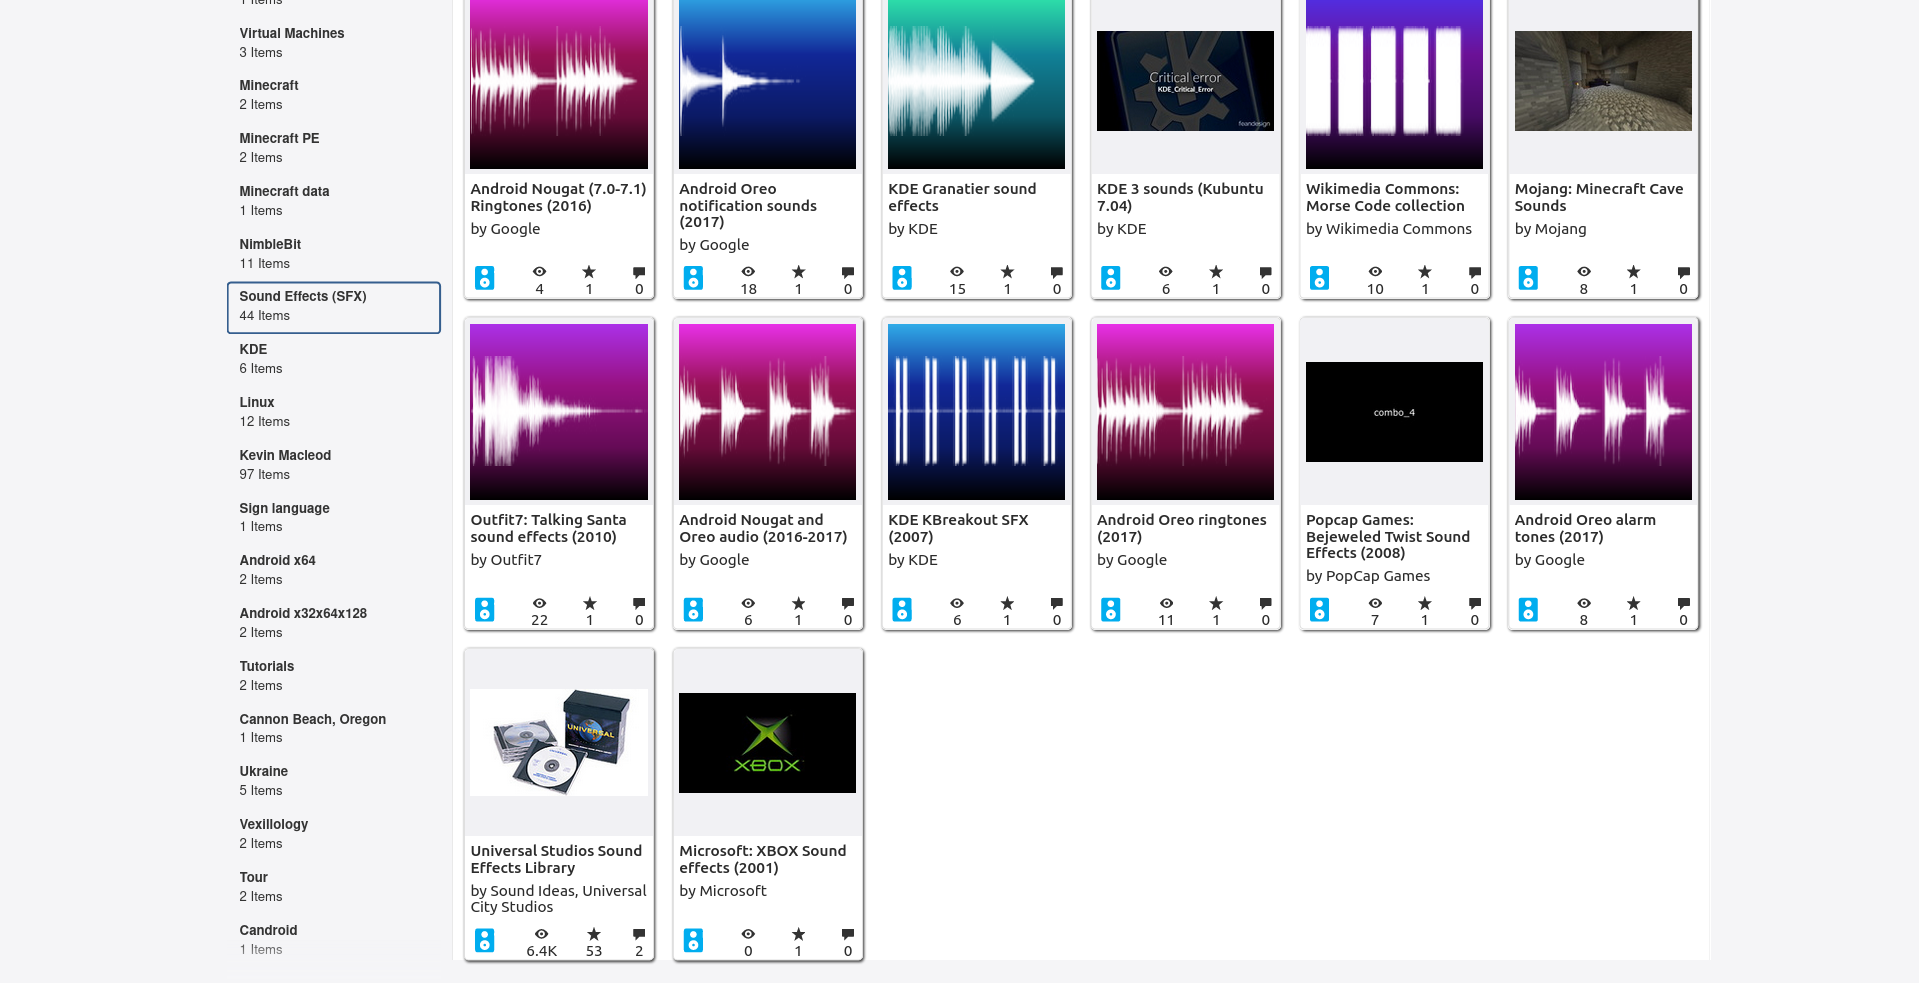 1 Items
Virtual Machines
3 Items
Minecraft
2 Items
Minecraft PE
2 Items
Minecraft data
1 Items
NimbleBit
11 Items
Sound Effects (SFX)
44 Items
KDE
6 Items
Linux
12 Items
Kevin Macleod
97 Items
Sign language
1 Items
Android x64
2 Items
Android x32x64x128
2 Items
Tutorials
2 Items
Cannon Beach, Oregon
1 Items
Ukraine
5 Items
Vexillology
2 Items
Tour
2 Items
Candroid
1 Items
Android Nougat (7.0-7.1)
Ringtones (2016)
by Google
4 1 0
Android Oreo
notification sounds
(2017)
by Google
18 1 0
KDE Granatier sound
effects
by KDE
15 1 0
Critical error
KDE_Critical_Error
feandesign
KDE 3 sounds (Kubuntu
7.04)
by KDE
6 1 0
Wikimedia Commons:
Morse Code collection
by Wikimedia Commons
10 1 0
Mojang: Minecraft Cave
Sounds
by Mojang
8 1 0
Outfit7: Talking Santa
sound effects (2010)
by Outfit7
22 1 0
Android Nougat and
Oreo audio (2016-2017)
by Google
6 1 0
KDE KBreakout SFX
(2007)
by KDE
6 1 0
Android Oreo ringtones
(2017)
by Google
11 1 0
combo_4
Popcap Games:
Bejeweled Twist Sound
Effects (2008)
by PopCap Games
7 1 0
Android Oreo alarm
tones (2017)
by Google
8 1 0
UNIVERSAL
Universal Studios Sound
Effects Library
by Sound Ideas, Universal
City Studios
6.4K 53 2
XBOX
Microsoft: XBOX Sound
effects (2001)
by Microsoft
0 1 0